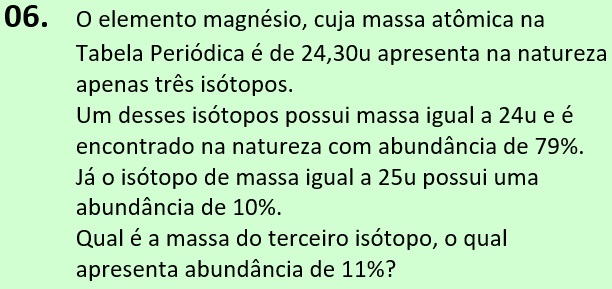 06. O elemento magnésio, cuja massa atômica na
Tabela Periódica é de 24,30u apresenta na natureza
apenas três isótopos.
Um desses isótopos possui massa igual a 24u e é
encontrado na natureza com abundância de 79%.
Já o isótopo de massa igual a 25u possui uma
abundância de 10%.
Qual é a massa do terceiro isótopo, o qual
apresenta abundância de 11%?